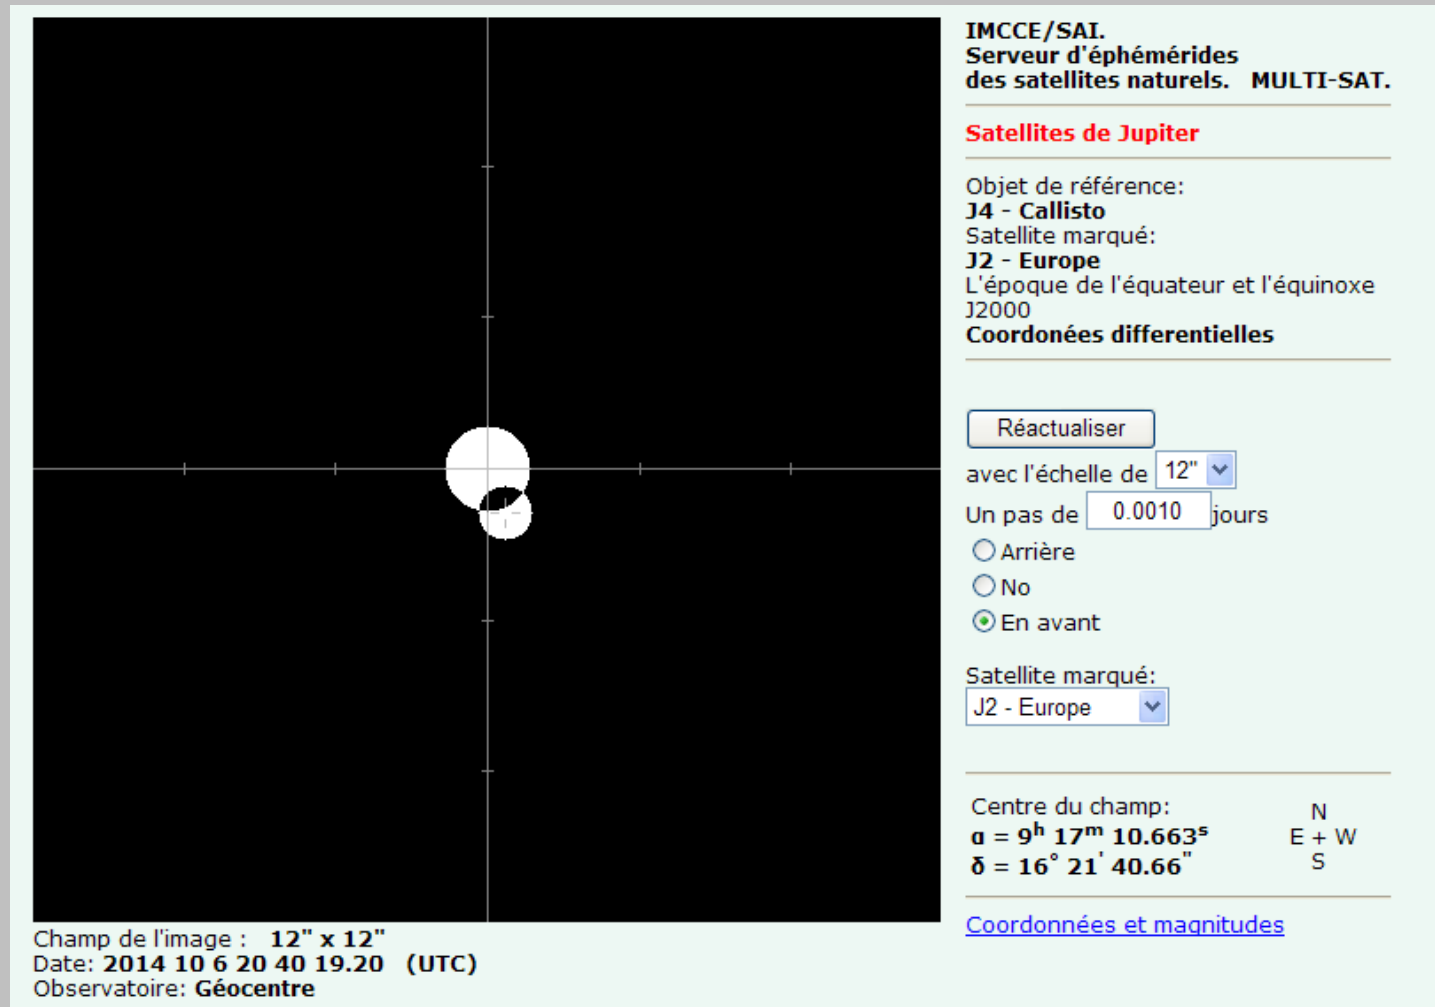 IMCCE/SAI.
Serveur d'éphémérides
des satellites naturels. MULTI-SAT.
Satellites de Jupiter
Objet de référence:
J4 - Callisto
Satellite marqué:
J2 - Europe
L'époque de l'équateur et l'équinoxe
J2000
Coordonées differentielles
Réactualiser
avec l'échelle de 12"
Un pas de 0.0010 jours
Arrière
No
En avant
Satellite marqué:
J2 - Europe
Centre du champ:
α = 9h 17m 10.663s
δ = 16° 21' 40.66"
N
E + W
S
Coordonnées et magnitudes
Champ de l'image : 12" x 12"
Date: 2014 10 6 20 40 19.20 (UTC)
Observatoire: Géocentre